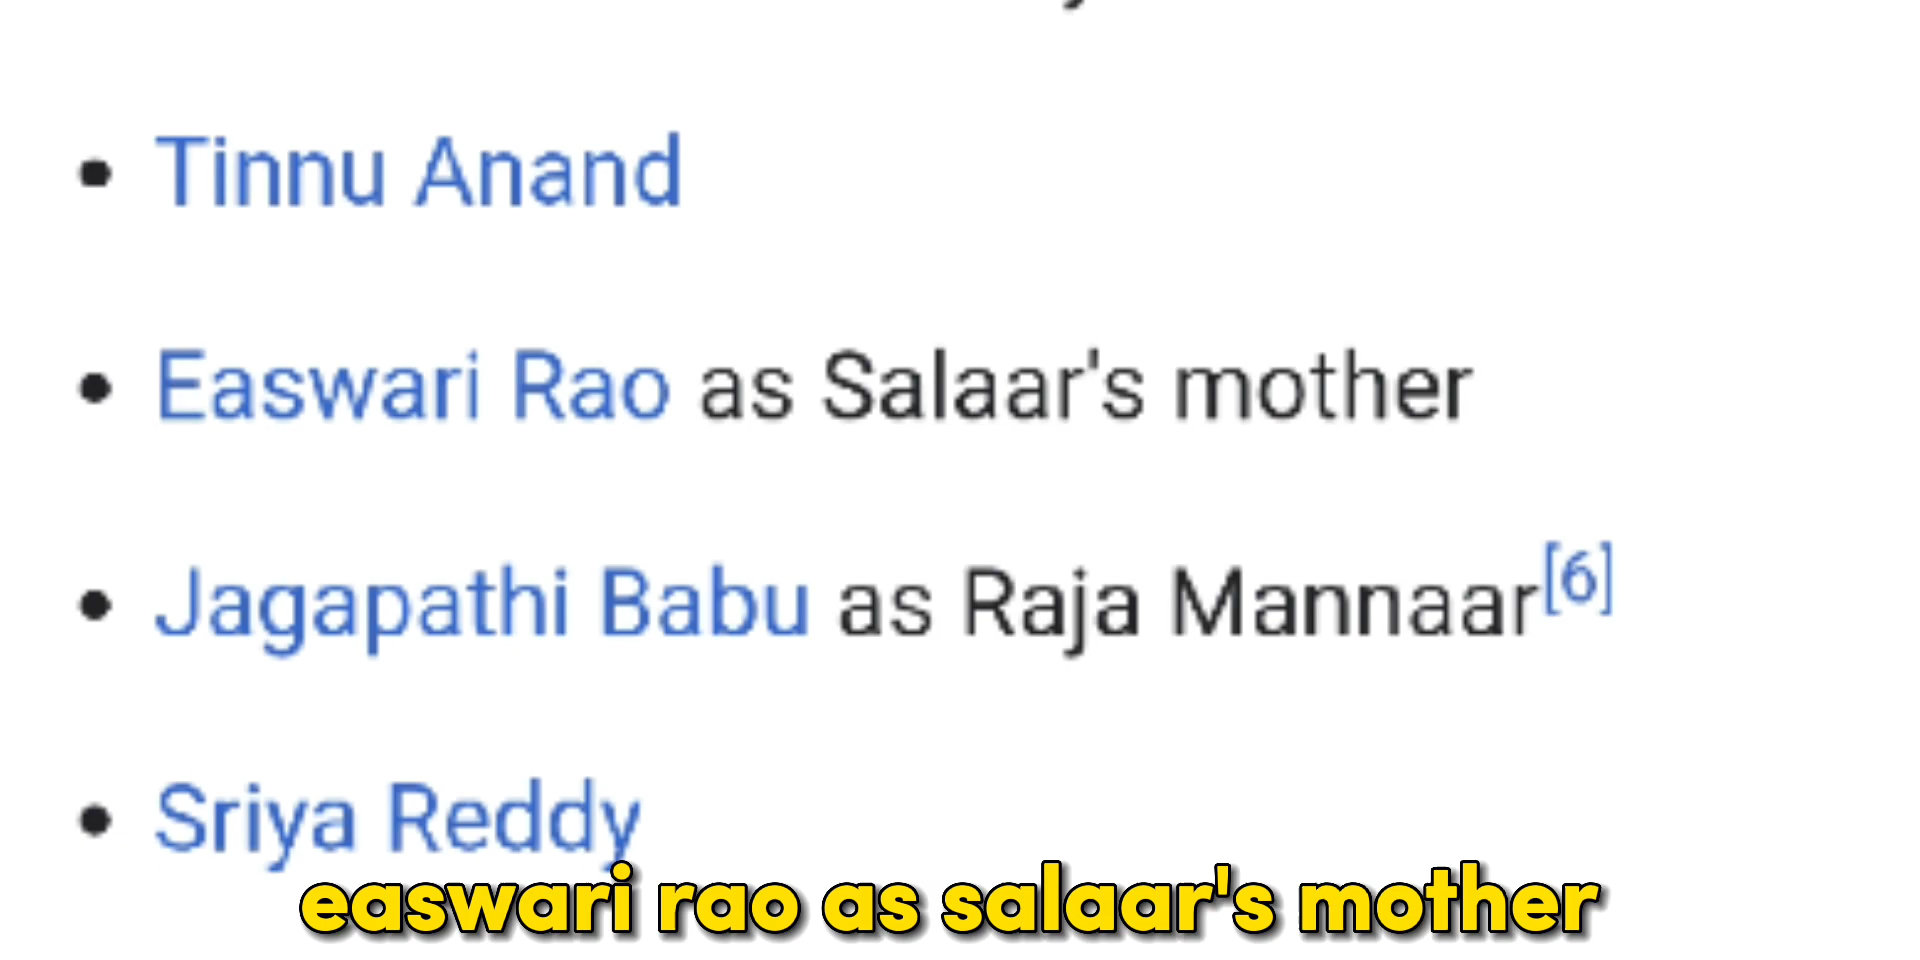 • Tinnu Anand
• Easwari Rao as Salaar's mother
• Jagapathi Babu as Raja Mannaar[6]
• Sriya Reddy
easwari rao as salaar's mother